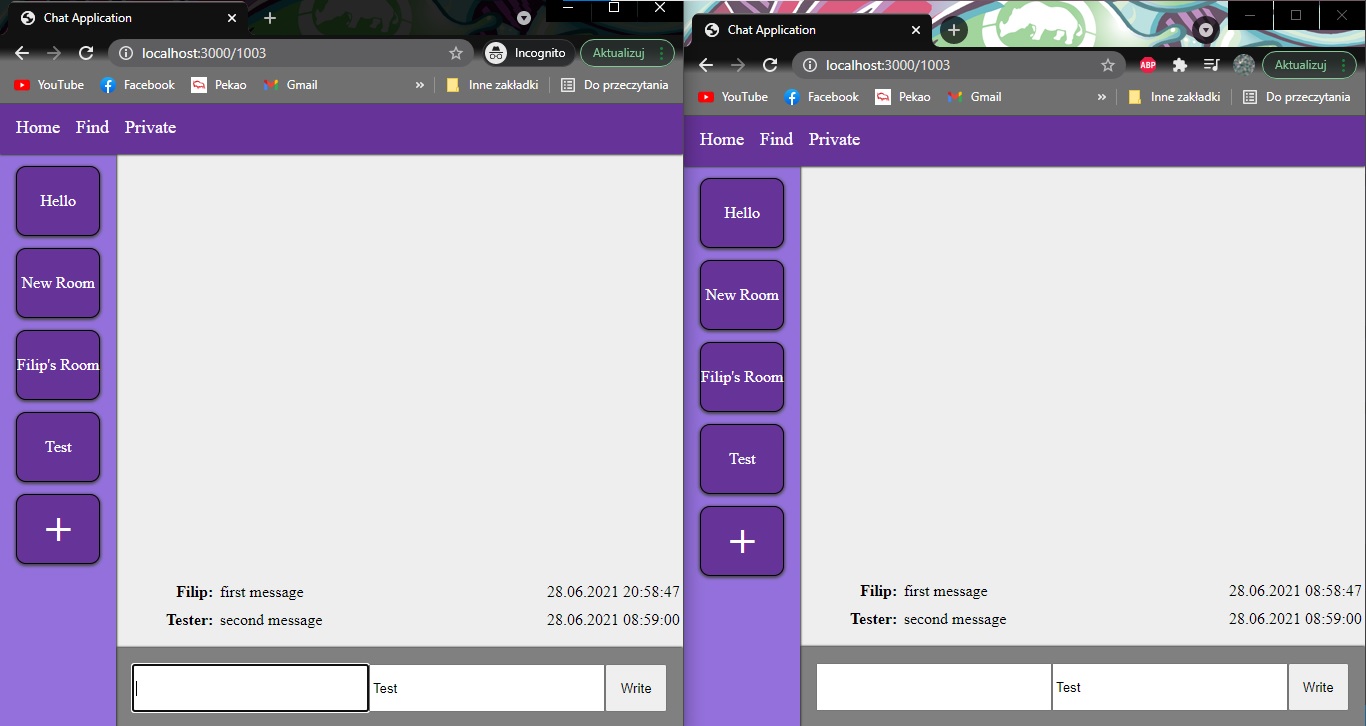 Chat Application
localhost:3000/1003
Incognito
Aktualizuj
YouTube
Facebook
Pekao
Gmail
»
Inne zakładki
Do przeczytania
Home Find Private
Hello
New Room
Filip's Room
Test
+
Filip: first message 28.06.2021 20:58:47
Tester: second message 28.06.2021 08:59:00
Test
Write
Chat Application
localhost:3000/1003
ABP
Aktualizuj
YouTube
Facebook
Pekao
Gmail
»
Inne zakładki
Do przeczytania
Home Find Private
Hello
New Room
Filip's Room
Test
+
Filip: first message 28.06.2021 08:58:47
Tester: second message 28.06.2021 08:59:00
Test
Write